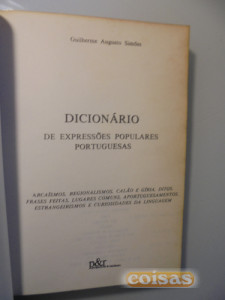 Guilherme Augusto Simões
DICIONÁRIO
DE EXPRESSÕES POPULARES
PORTUGUESAS
ARCAÍSMOS, REGIONALISMOS, CALÃO E GÍRIA, DITOS,
FRASES FEITAS, LUGARES COMUNS, APORTUGUESAMENTOS,
ESTRANGEIRISMOS E CURIOSIDADES DA LINGUAGEM
coisas